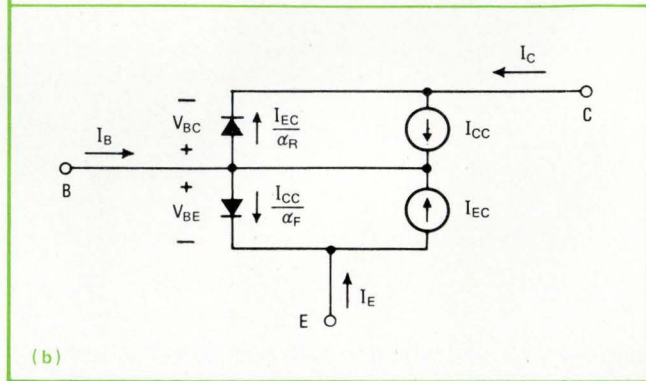 I_C
C
V_BC
−
+
I_EC
α_R
I_CC
I_B
B
+
V_BE
−
I_CC
α_F
I_EC
I_E
E
(b)